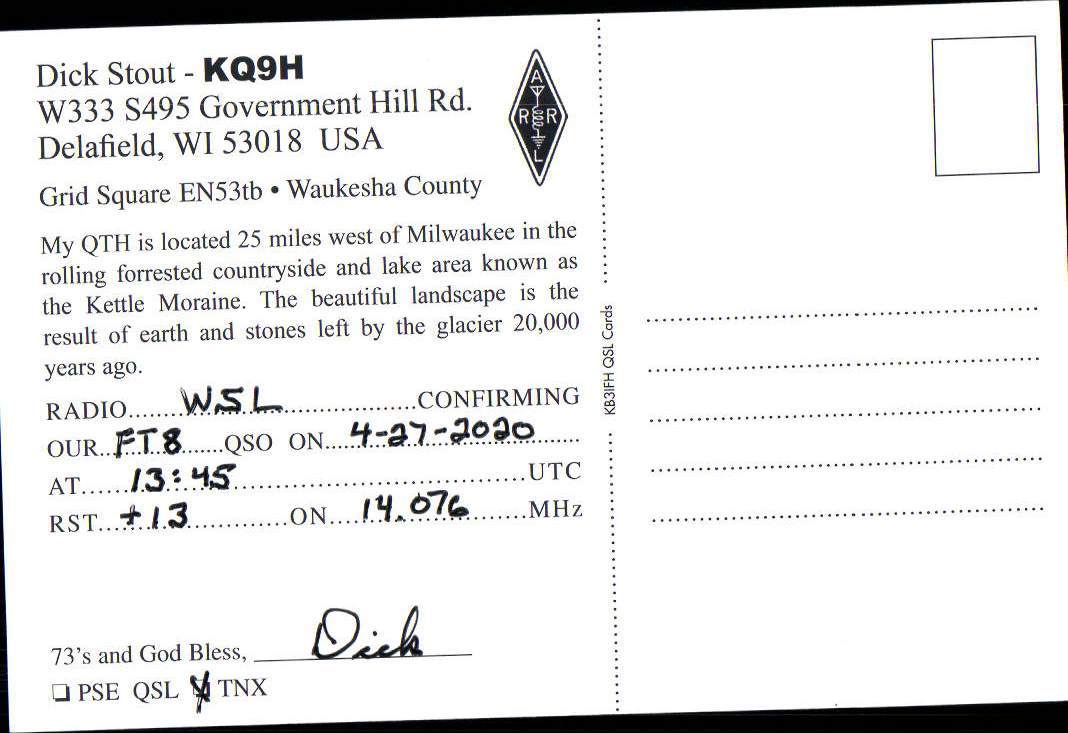 Dick Stout - KQ9H
W333 S495 Government Hill Rd.
Delafield, WI 53018 USA
Grid Square EN53tb • Waukesha County
A
R R
L
My QTH is located 25 miles west of Milwaukee in the
rolling forrested countryside and lake area known as
the Kettle Moraine. The beautiful landscape is the
result of earth and stones left by the glacier 20,000
years ago.
RADIO.......W5L.......................CONFIRMING
OUR..FT8......QSO ON....4-27-2020......
AT......13:45....................................UTC
RST...+13............ON....14.076.......MHz
73's and God Bless, Dick
❏ PSE QSL ❏ TNX
KB3IFH QSL Cards